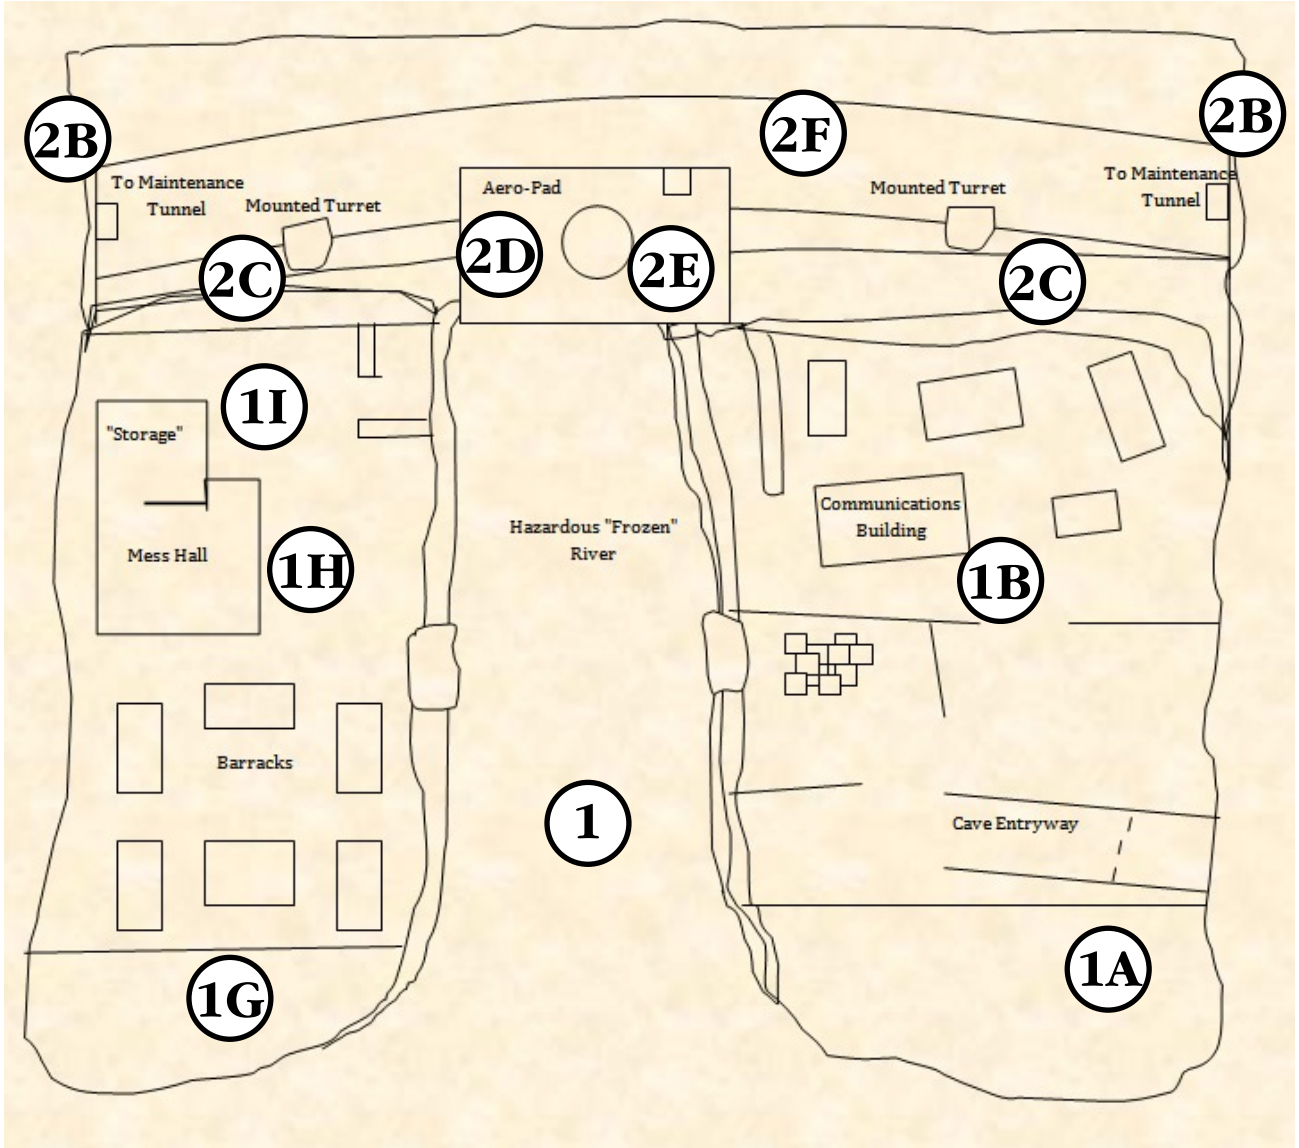 2B
2B
2F
To Maintenance
Tunnel
Mounted Turret
Aero-Pad
Mounted Turret
To Maintenance
Tunnel
2C
2D
2E
2C
1I
"Storage"
Mess Hall
1H
Hazardous "Frozen"
River
Communications
Building
1B
Barracks
1
Cave Entryway
1G
1A